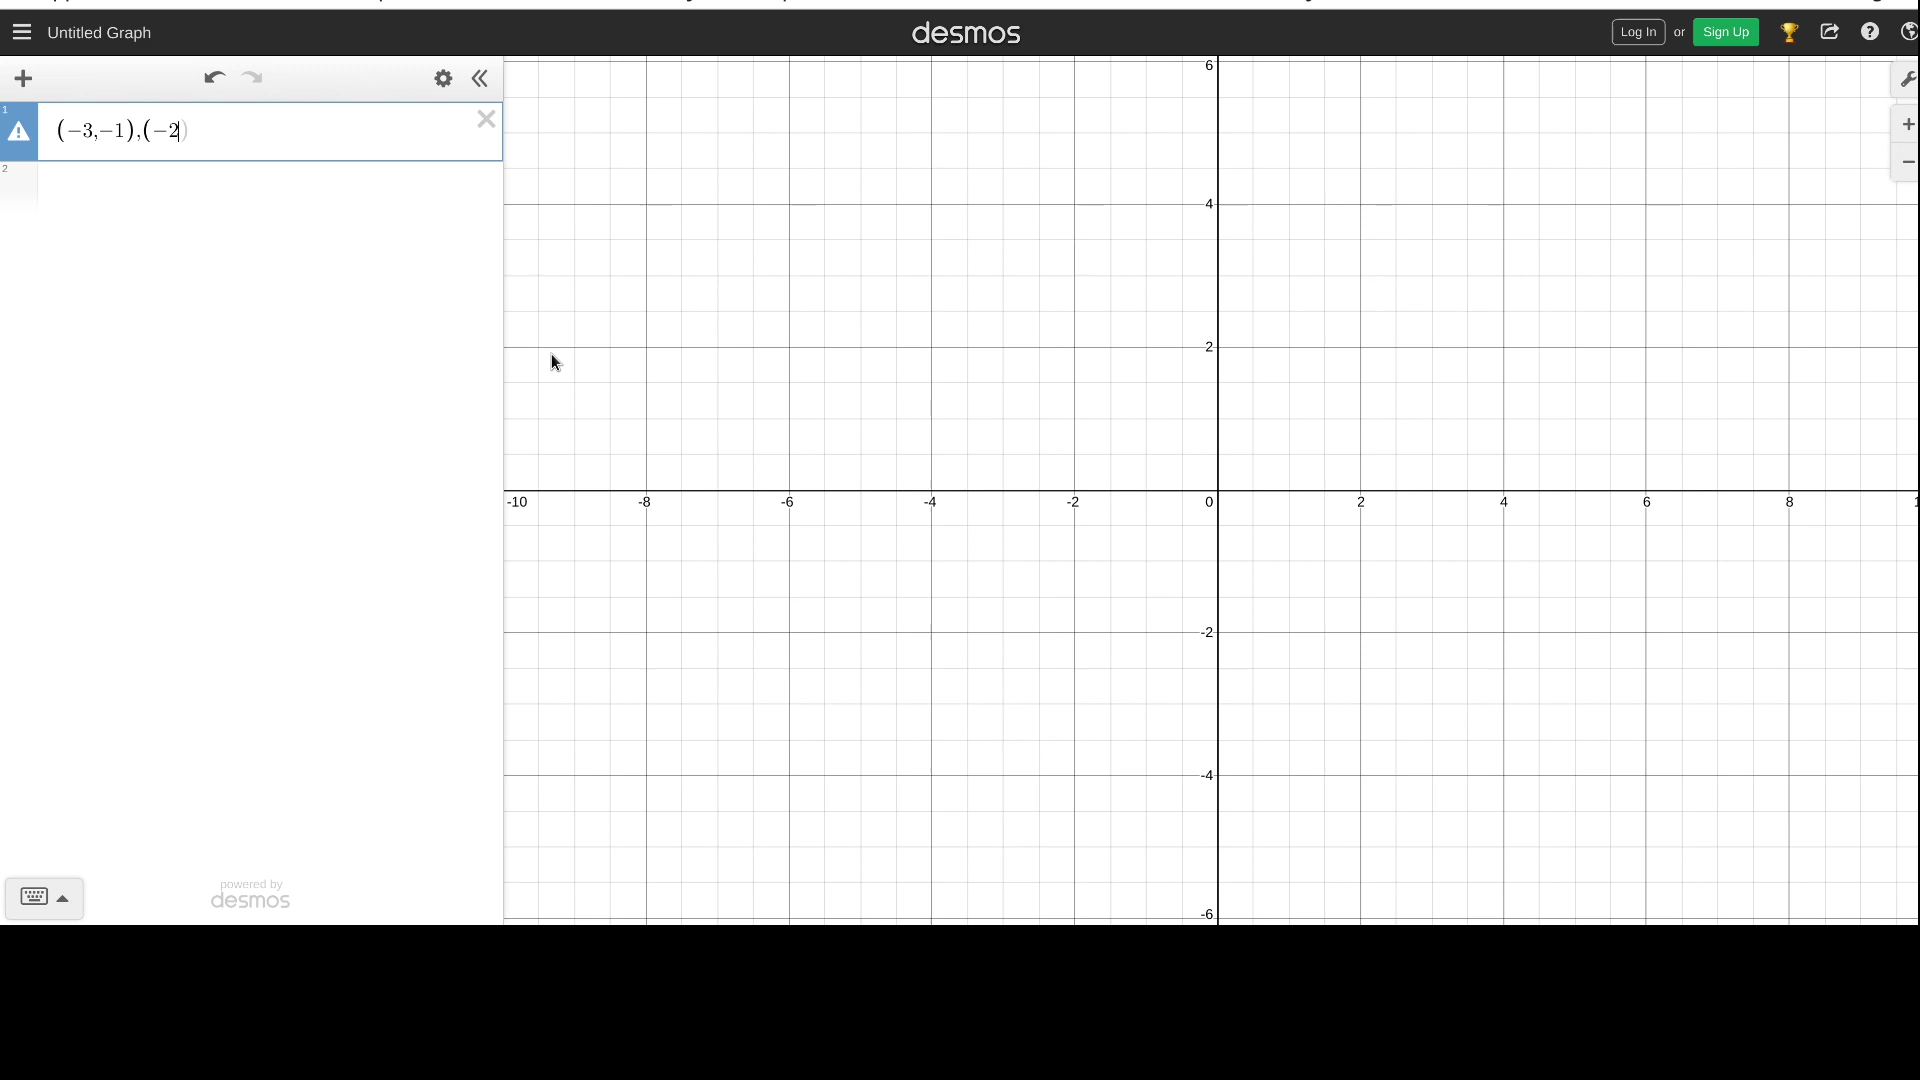 Untitled Graph
desmos
Log In or Sign Up
1
(−3,−1),(−2)
2
powered by
desmos
6
4
2
-10 -8 -6 -4 -2 0 2 4 6 8
-2
-4
-6